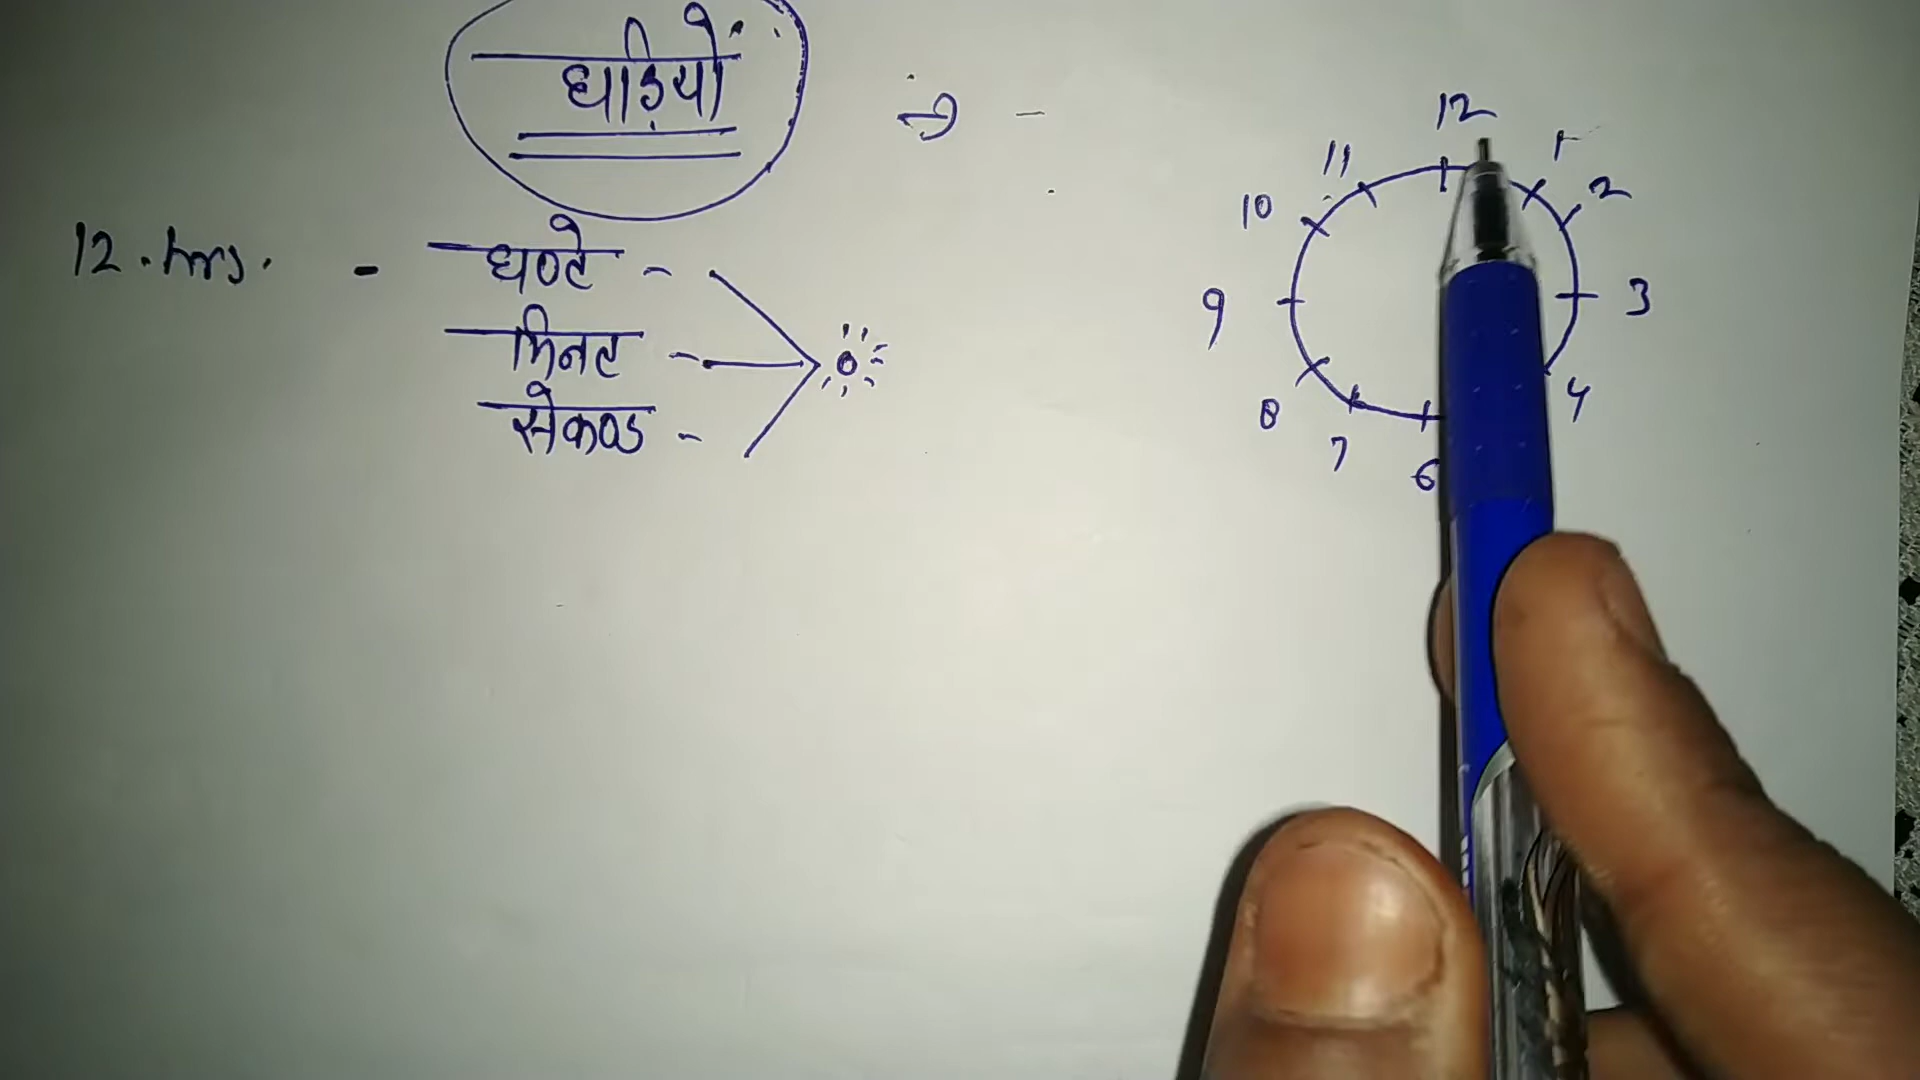 घड़ियों
12 hrs. - घण्टे -
मिनट -
सेकण्ड -
12
11 1
10 2
9 3
8 4
7
6